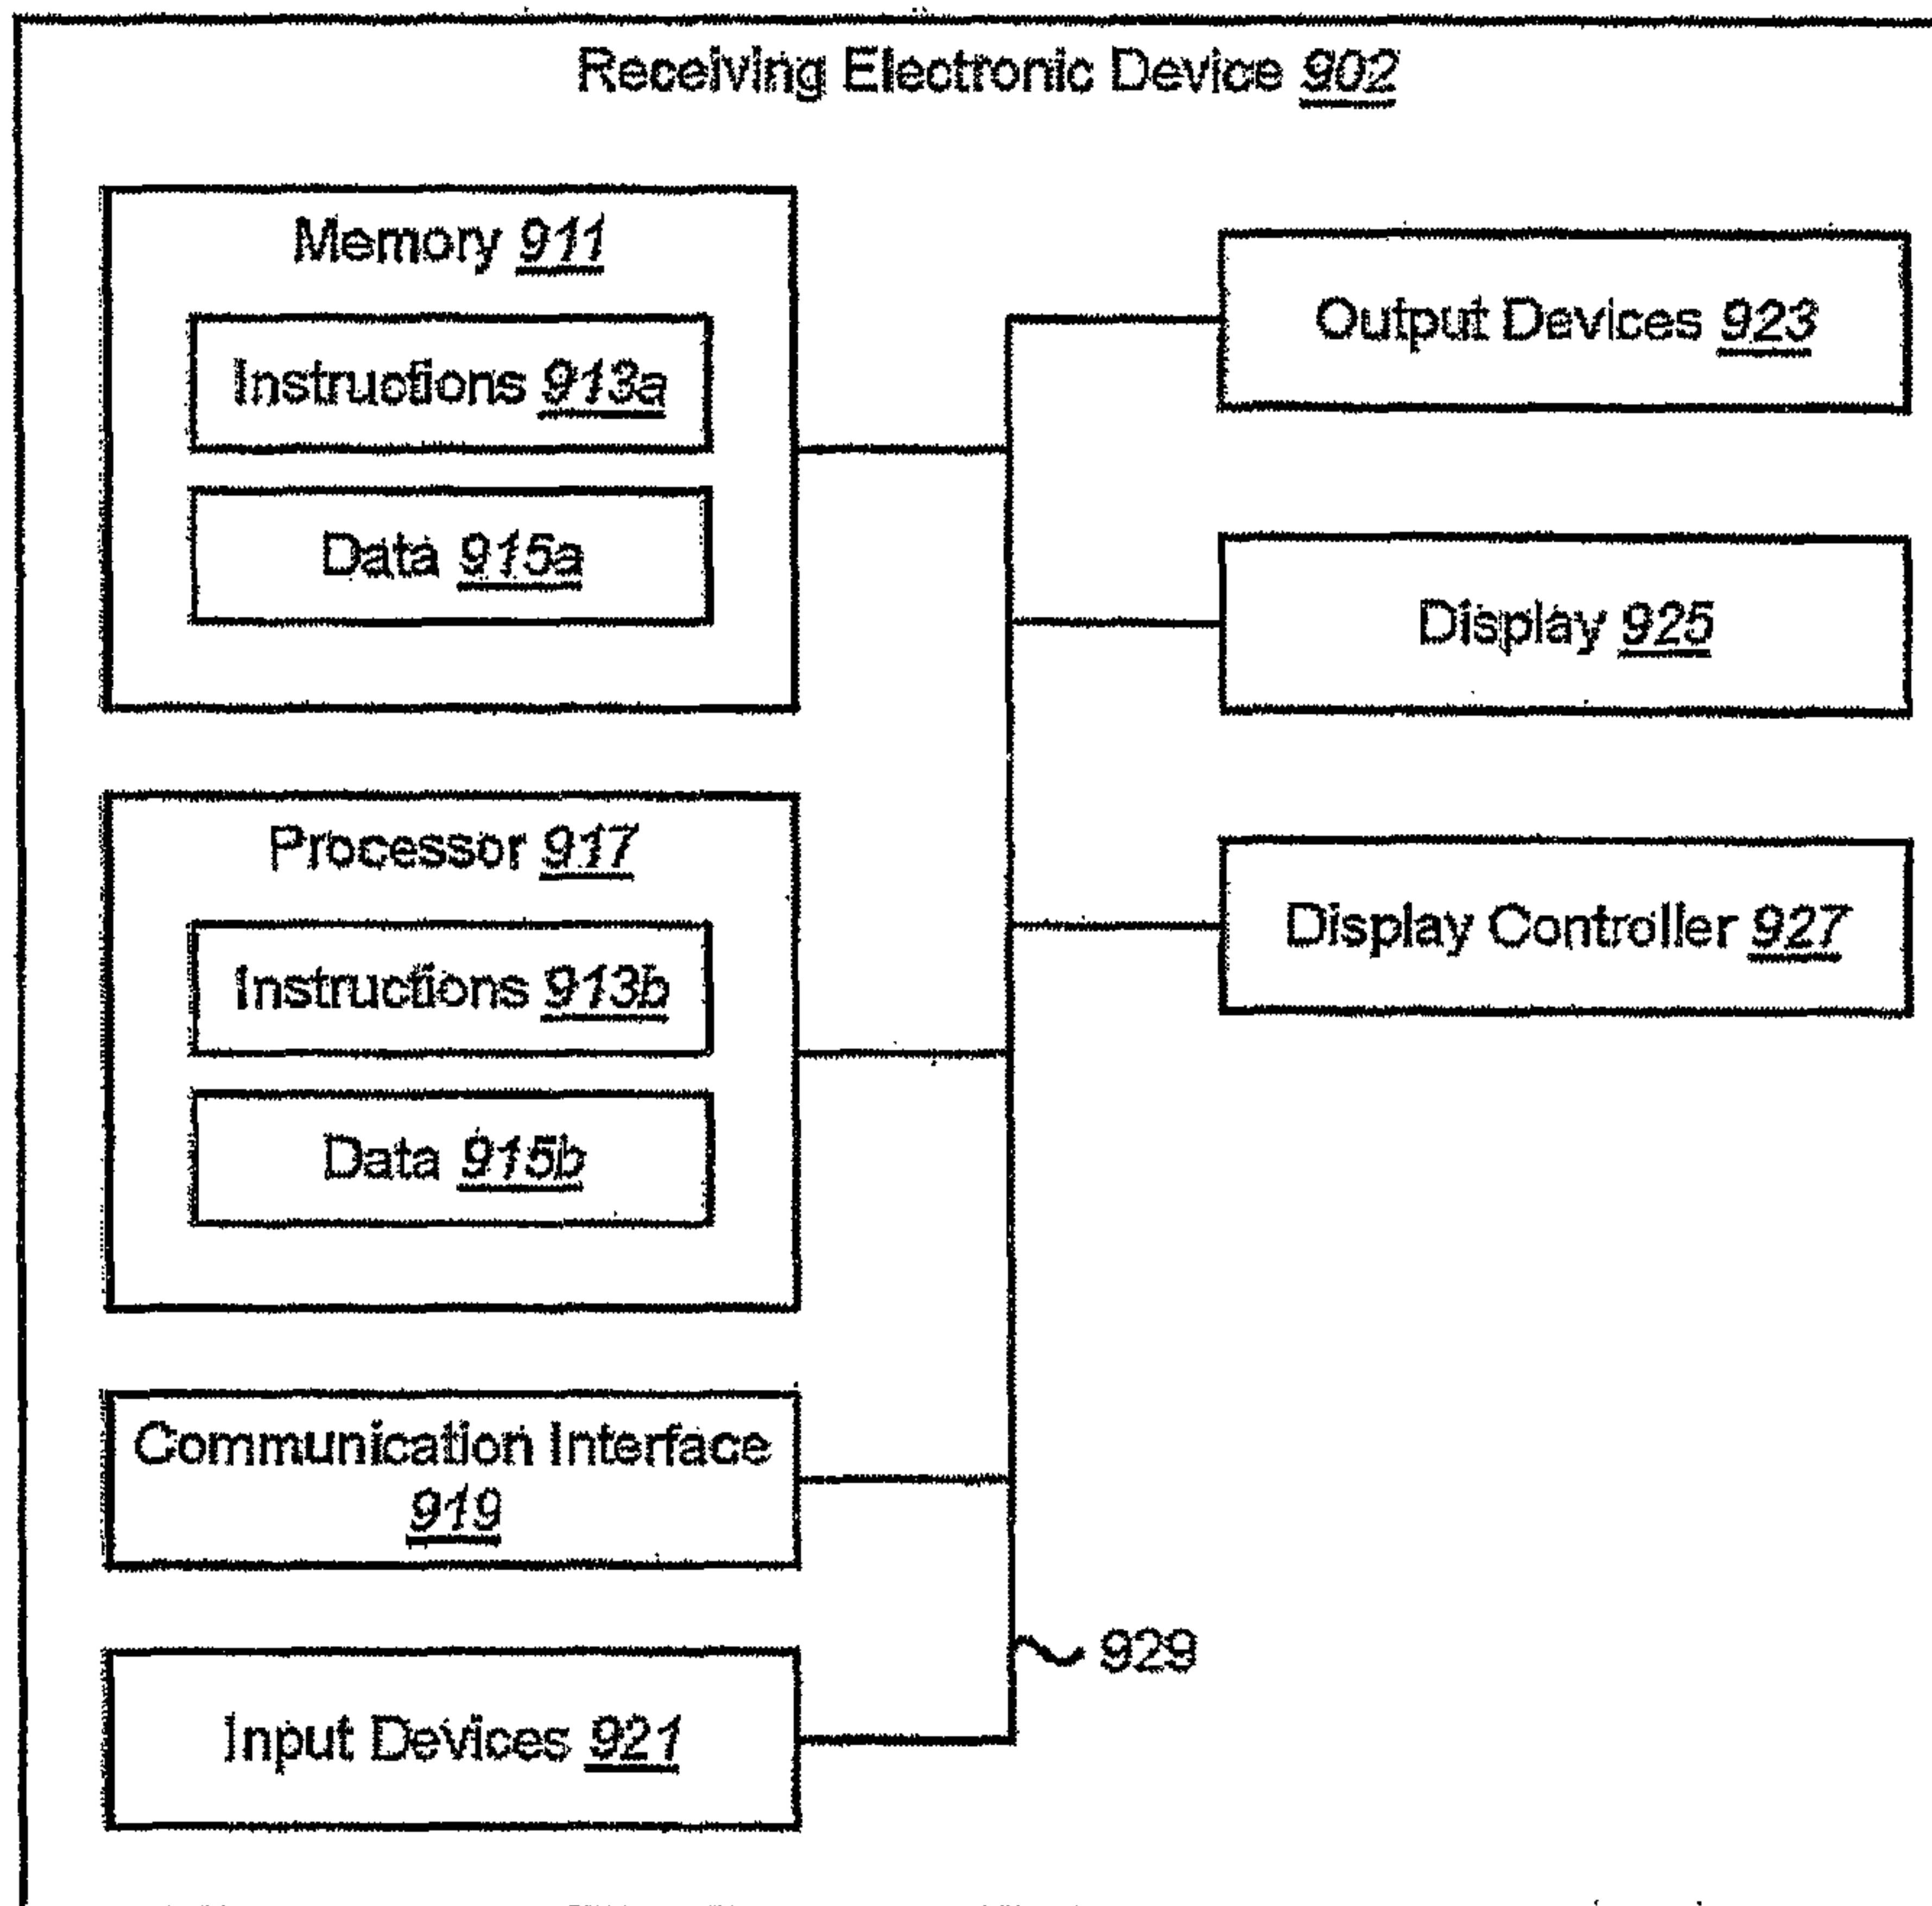 Receiving Electronic Device 902
Memory 911
Instructions 913a
Data 915a
Processor 917
Instructions 913b
Data 915b
Communication Interface
919
Input Devices 921
Output Devices 923
Display 925
Display Controller 927
929